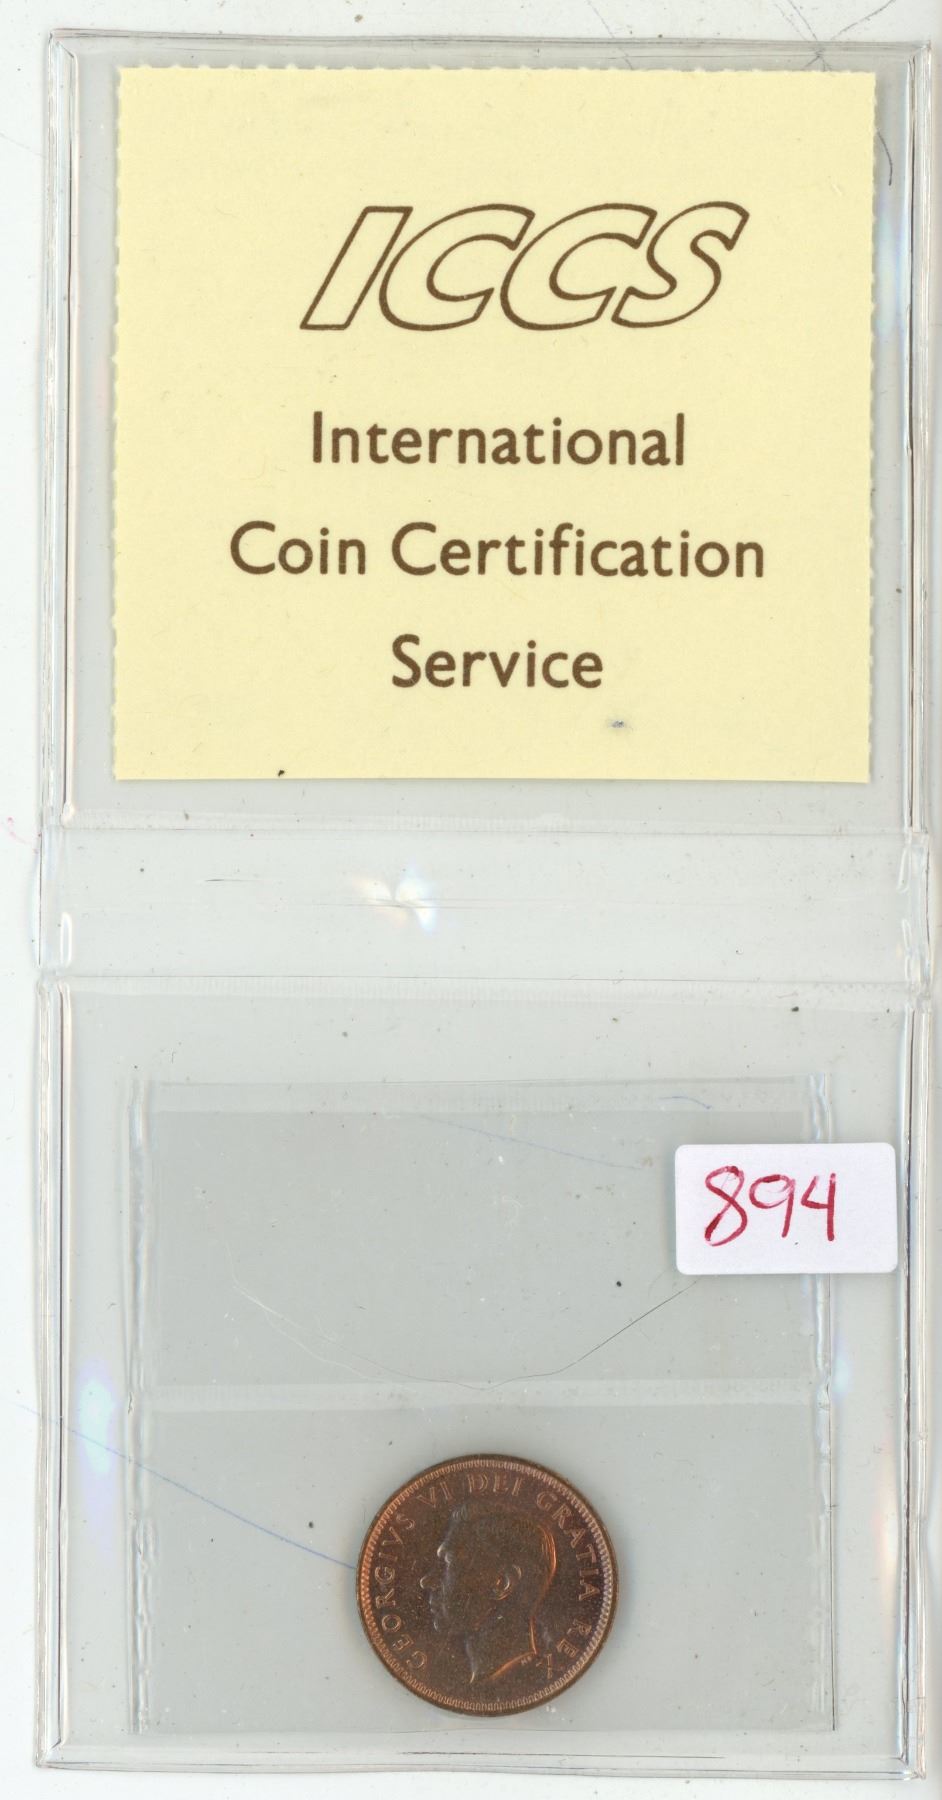 ICCS
International
Coin Certification
Service
894
GEORGIVS VI DEI GRATIA REX